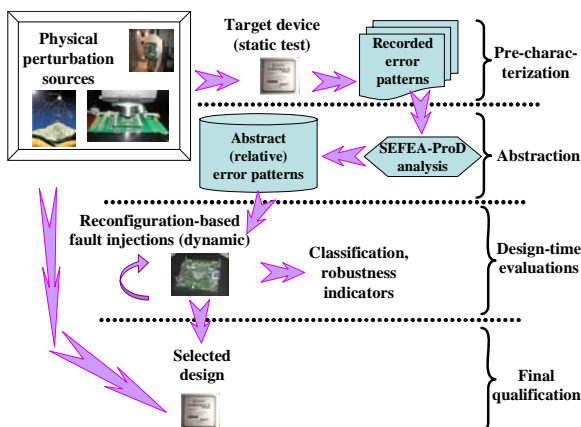 Physical
perturbation
sources
Target device
(static test)
Recorded
error
patterns
Pre-charac-
terization
Abstract
(relative)
error patterns
SEFEA-ProD
analysis
Abstraction
Reconfiguration-based
fault injections (dynamic)
Classification,
robustness
indicators
Design-time
evaluations
Selected
design
Final
qualification